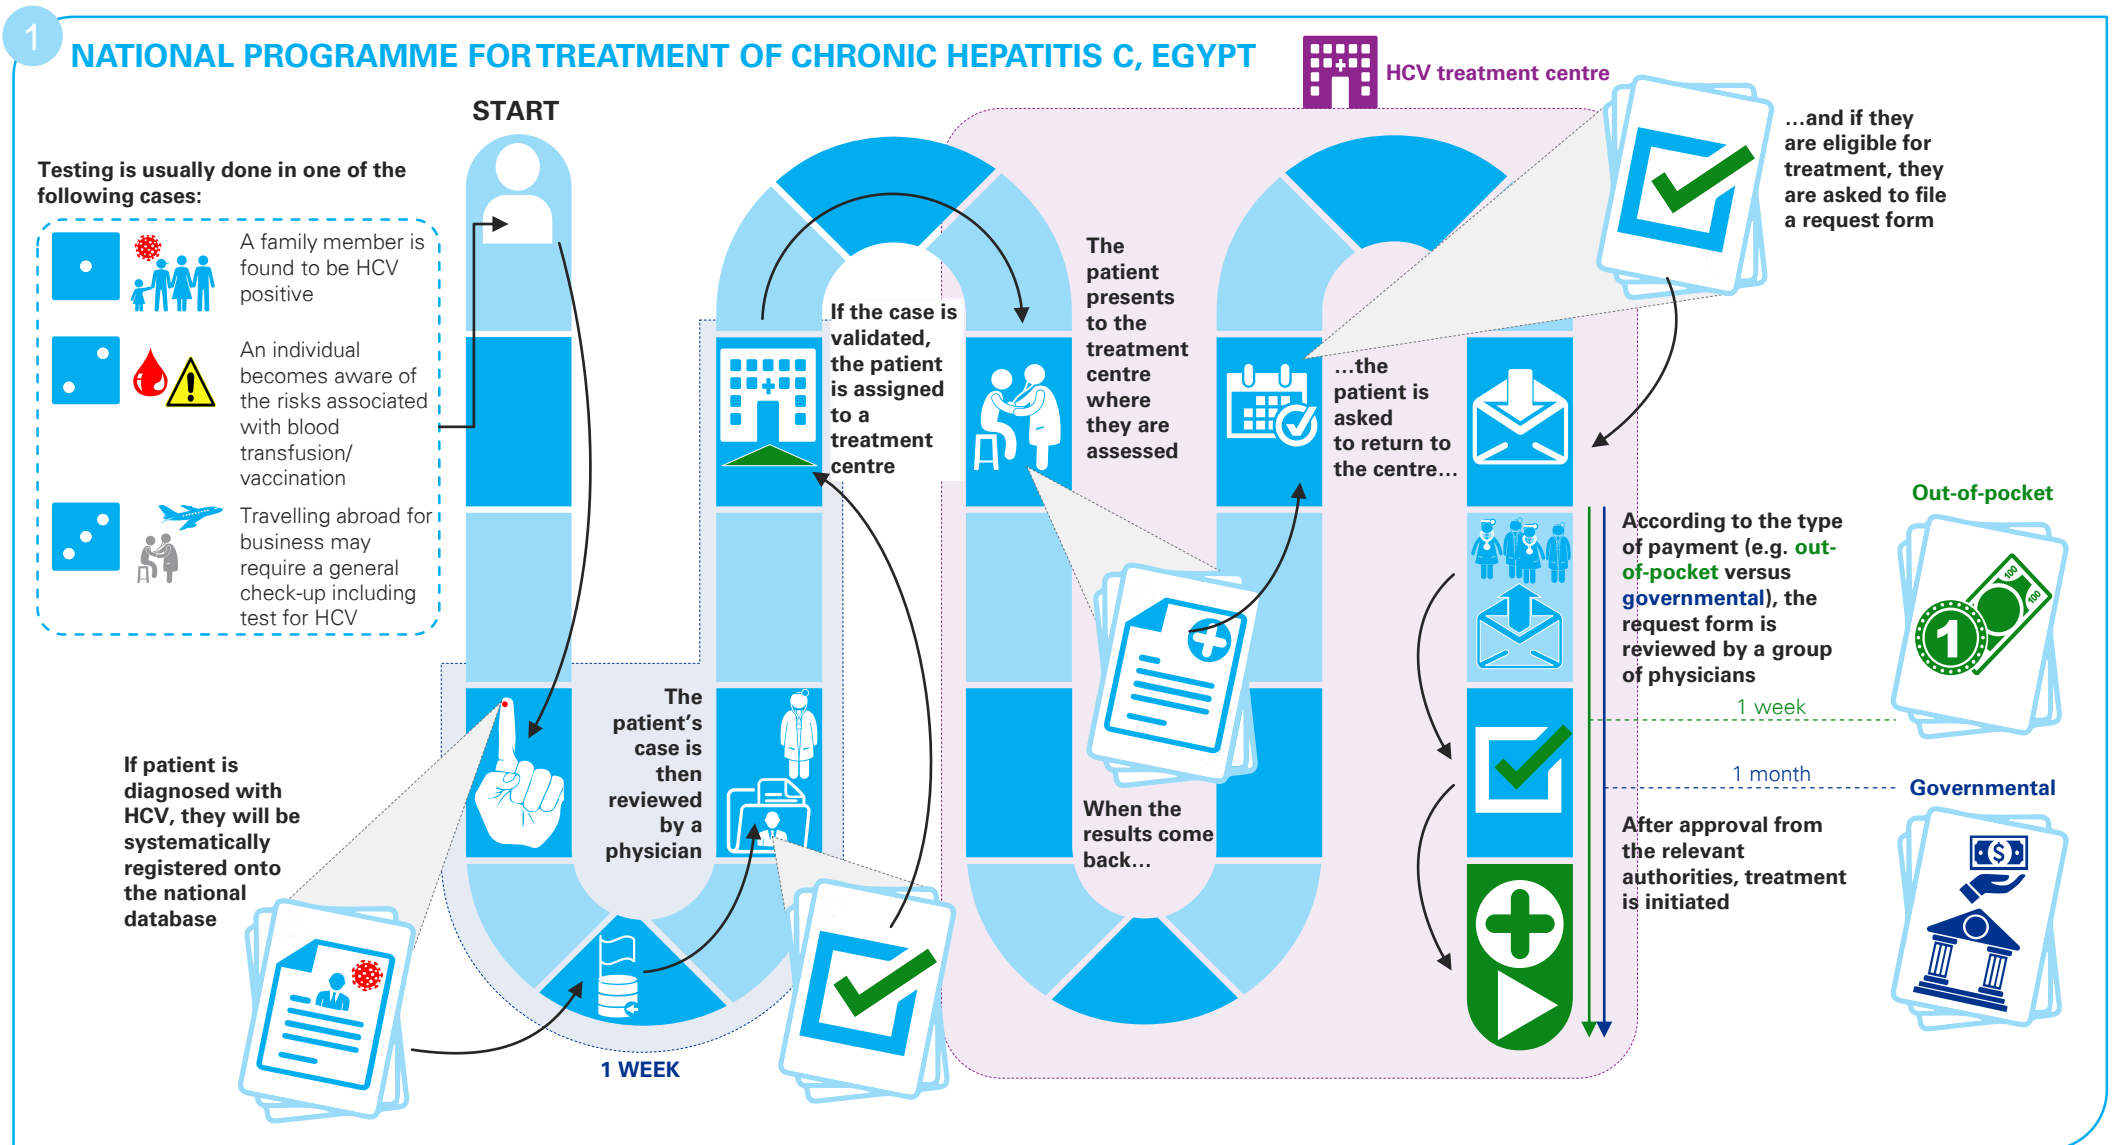 1
NATIONAL PROGRAMME FOR TREATMENT OF CHRONIC HEPATITIS C, EGYPT
HCV treatment centre
START
Testing is usually done in one of the
following cases:
A family member is
found to be HCV
positive
An individual
becomes aware of
the risks associated
with blood
transfusion/
vaccination
Travelling abroad for
business may
require a general
check-up including
test for HCV
If patient is
diagnosed with
HCV, they will be
systematically
registered onto
the national
database
The
patient's
case is
then
reviewed
by a
physician
1 WEEK
If the case is
validated,
the patient
is assigned
to a
treatment
centre
The
patient
presents
to the
treatment
centre
where
they are
assessed
When the
results come
back…
…the
patient is
asked
to return to
the centre…
…and if they
are eligible for
treatment, they
are asked to file
a request form
According to the type
of payment (e.g. out-
of-pocket versus
governmental), the
request form is
reviewed by a group
of physicians
1 week
1 month
After approval from
the relevant
authorities, treatment
is initiated
Out-of-pocket
100
100
1
Governmental
$